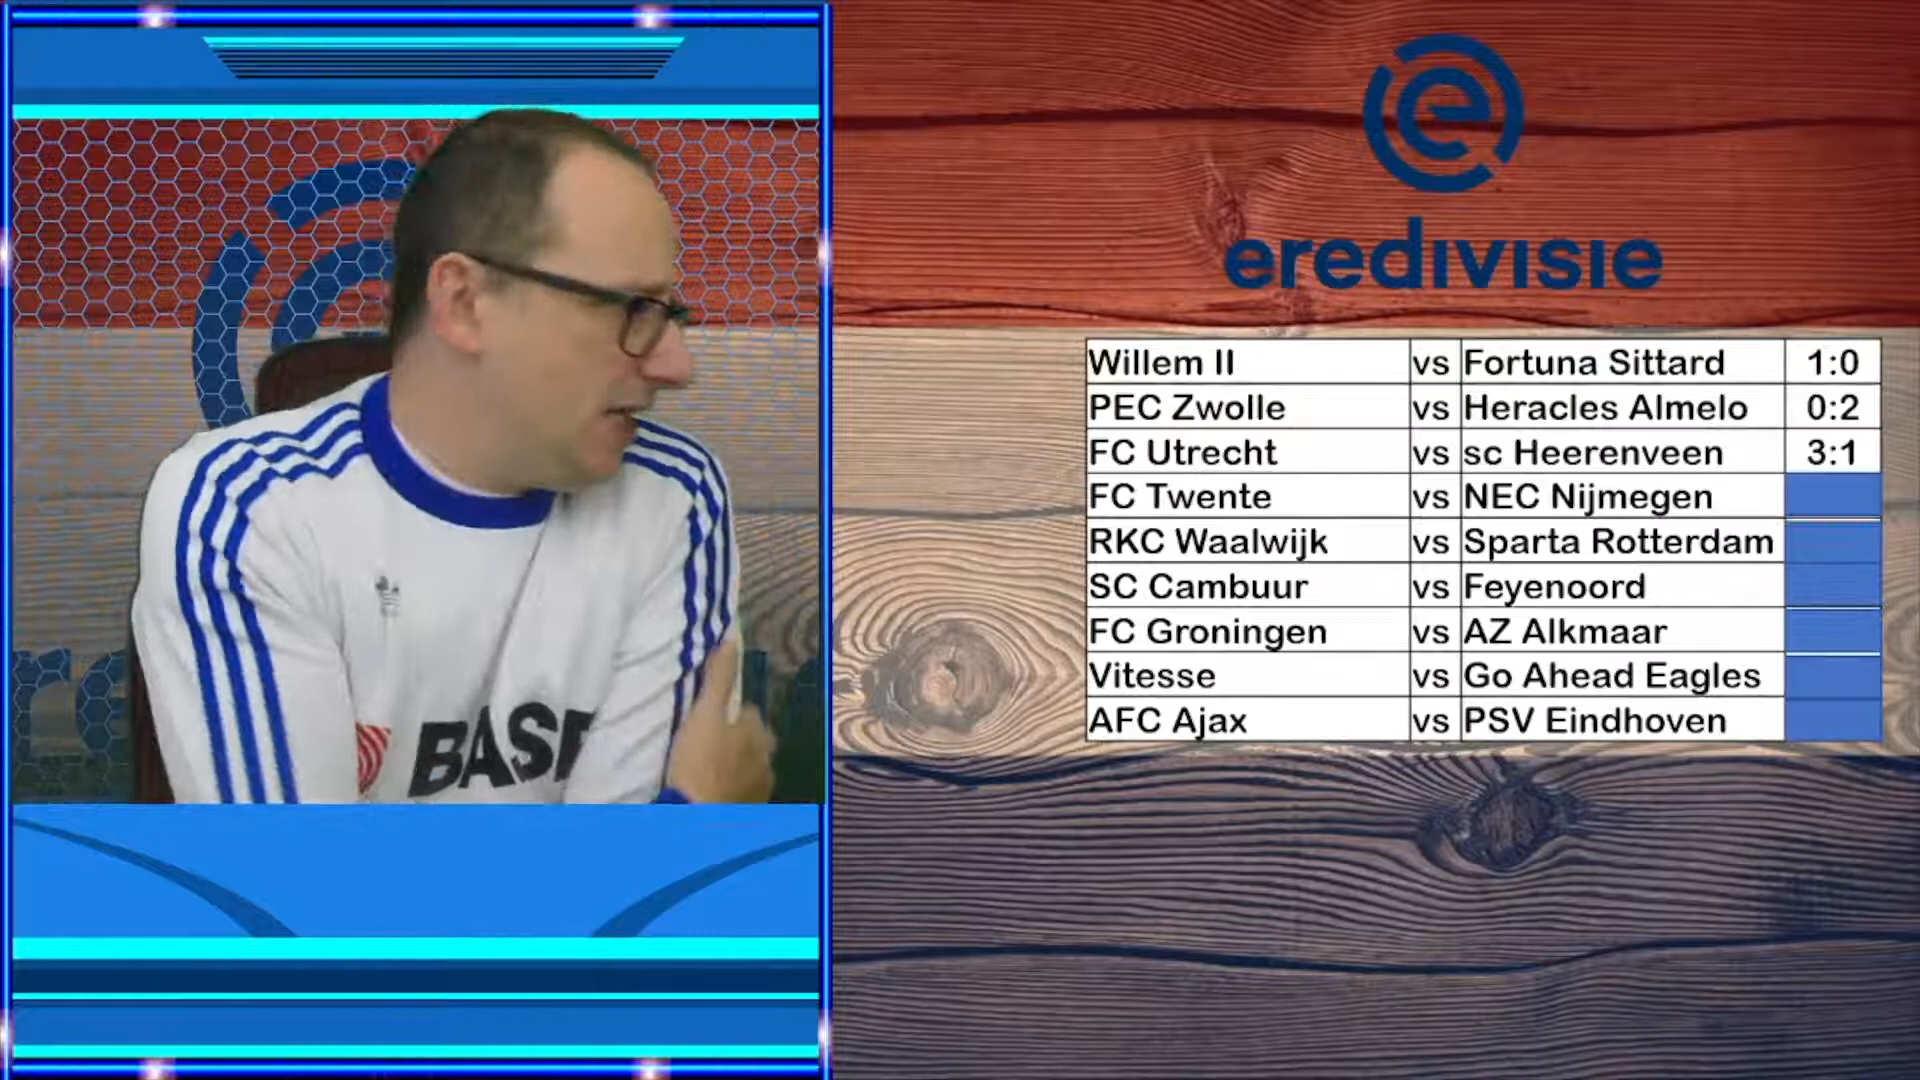 eredivisie
Willem II vs Fortuna Sittard 1:0
PEC Zwolle vs Heracles Almelo 0:2
FC Utrecht vs sc Heerenveen 3:1
FC Twente vs NEC Nijmegen
RKC Waalwijk vs Sparta Rotterdam
SC Cambuur vs Feyenoord
FC Groningen vs AZ Alkmaar
Vitesse vs Go Ahead Eagles
AFC Ajax vs PSV Eindhoven
BASF